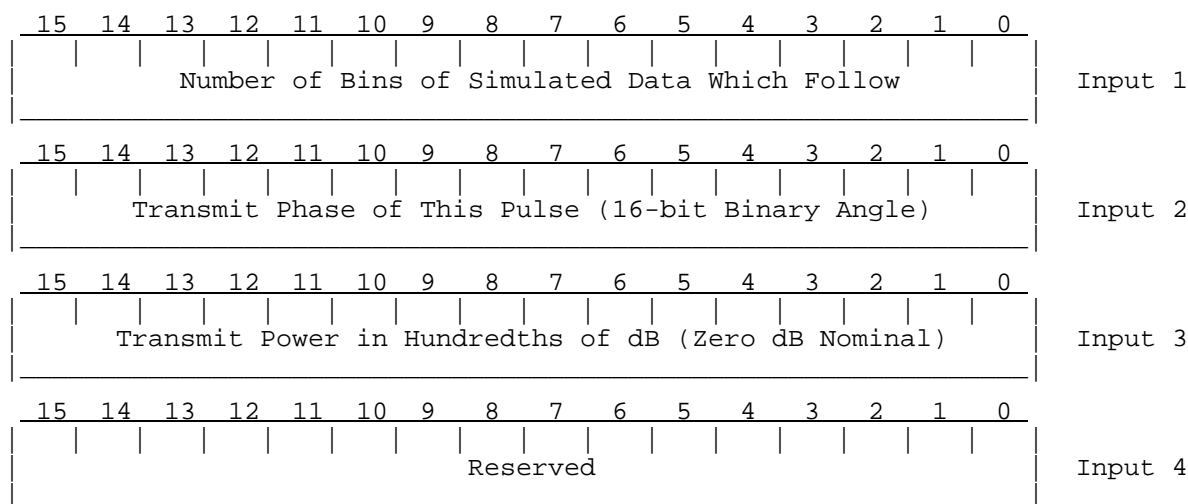 15 14 13 12 11 10 9 8 7 6 5 4 3 2 1 0
Number of Bins of Simulated Data Which Follow Input 1
15 14 13 12 11 10 9 8 7 6 5 4 3 2 1 0
Transmit Phase of This Pulse (16-bit Binary Angle) Input 2
15 14 13 12 11 10 9 8 7 6 5 4 3 2 1 0
Transmit Power in Hundredths of dB (Zero dB Nominal) Input 3
15 14 13 12 11 10 9 8 7 6 5 4 3 2 1 0
Reserved Input 4